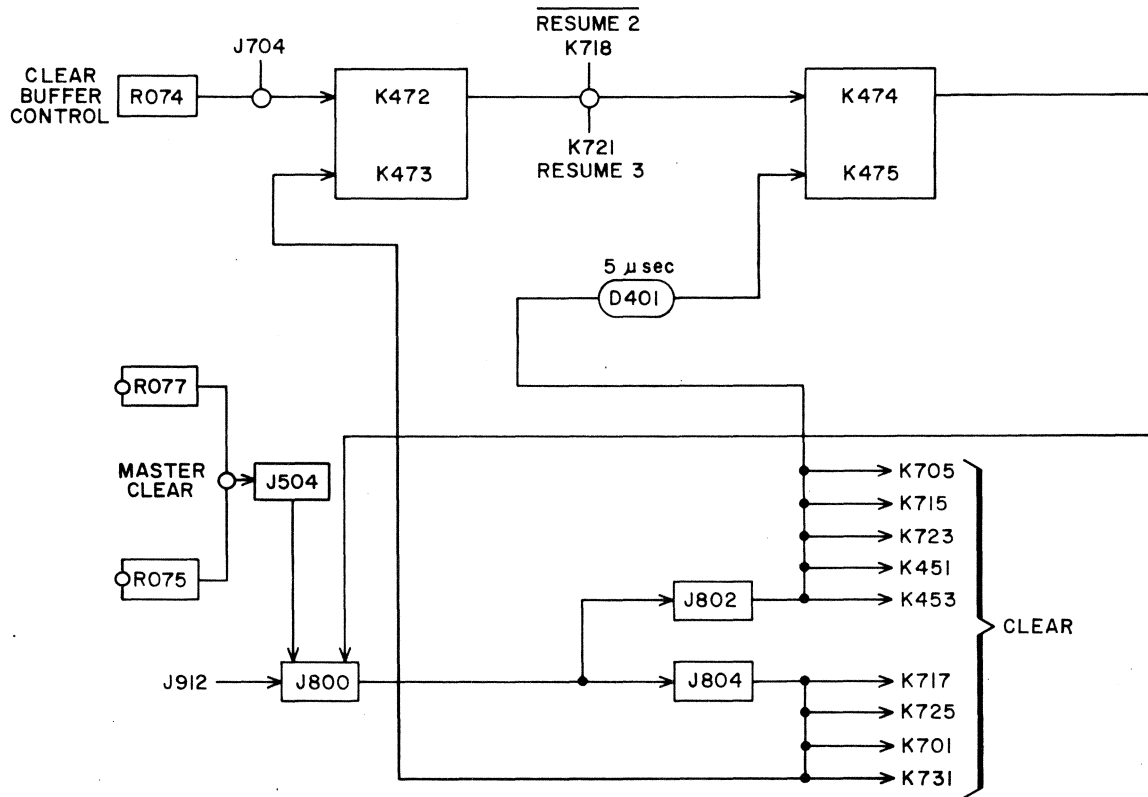 RESUME 2
J704
K718
CLEAR
BUFFER
CONTROL
R074
K472
K474
K721
RESUME 3
K473
K475
5 μsec
D401
R077
MASTER
CLEAR
J504
R075
K705
K715
K723
K451
J802
K453
CLEAR
J912
J800
J804
K717
K725
K701
K731